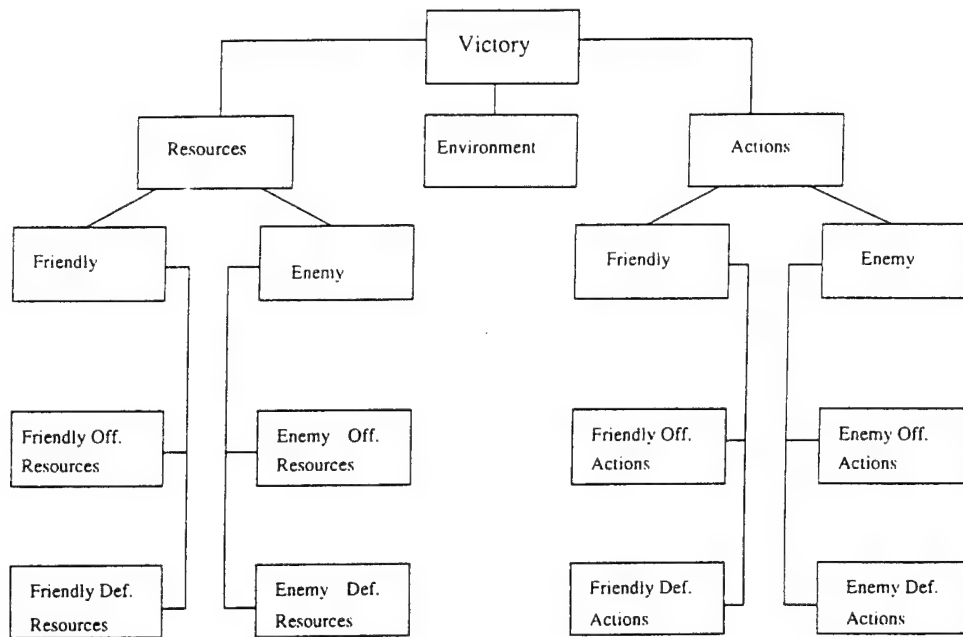 Victory
Resources
Environment
Actions
Friendly
Enemy
Friendly
Enemy
Friendly Off.
Resources
Enemy Off.
Resources
Friendly Off.
Actions
Enemy Off.
Actions
Friendly Def.
Resources
Enemy Def.
Resources
Friendly Def.
Actions
Enemy Def.
Actions